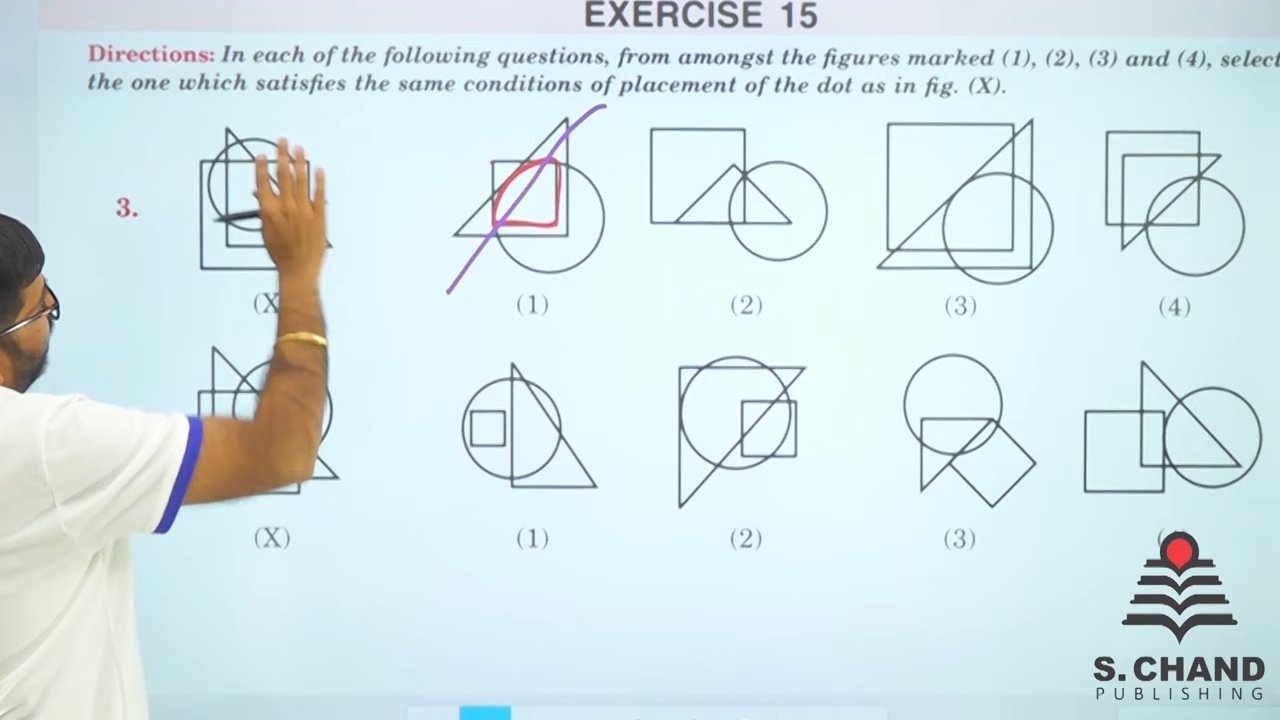 EXERCISE 15
Directions: In each of the following questions, from amongst the figures marked (1), (2), (3) and (4), select
the one which satisfies the same conditions of placement of the dot as in fig. (X).
3.
(X
(1)
(2)
(3)
(4)
(X)
(1)
(2)
(3)
S. CHAND
PUBLISHING